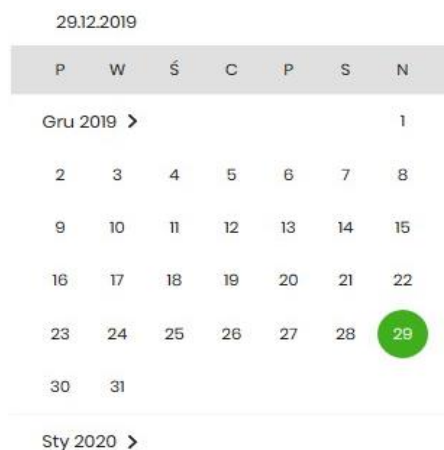 29.12.2019
P W Ś C P S N
Gru 2019 > 1
2 3 4 5 6 7 8
9 10 11 12 13 14 15
16 17 18 19 20 21 22
23 24 25 26 27 28 29
30 31
Sty 2020 >